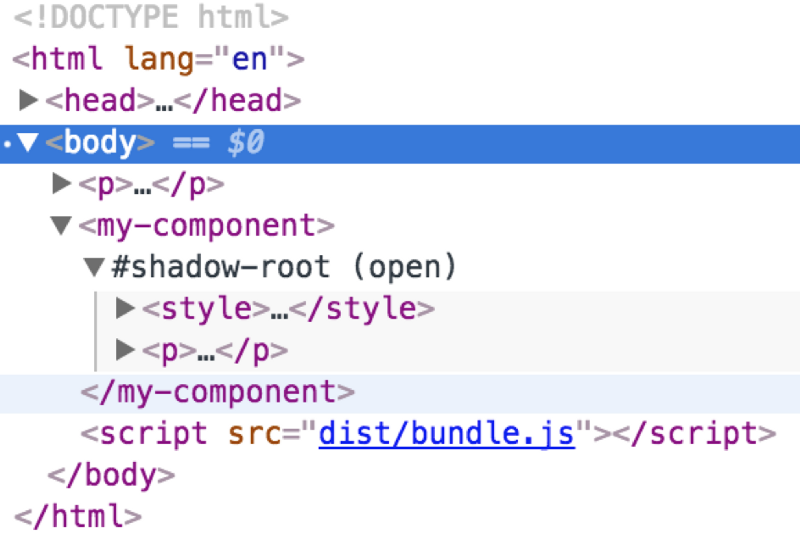 <!DOCTYPE html>
<html lang="en">
▶<head>…</head>
▼<body> == $0
▶<p>…</p>
▼<my-component>
▼#shadow-root (open)
▶<style>…</style>
▶<p>…</p>
</my-component>
<script src="dist/bundle.js"></script>
</body>
</html>